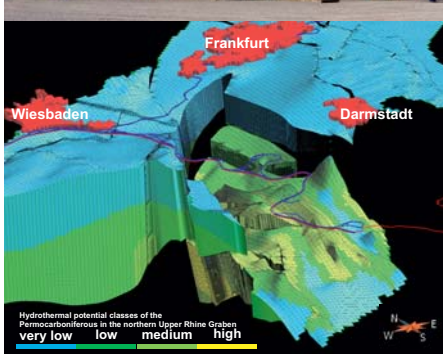 Frankfurt
Wiesbaden
Darmstadt
Hydrothermal potential classes of the
Permocarboniferous in the northern Upper Rhine Graben
very low low medium high
N
E
W
S